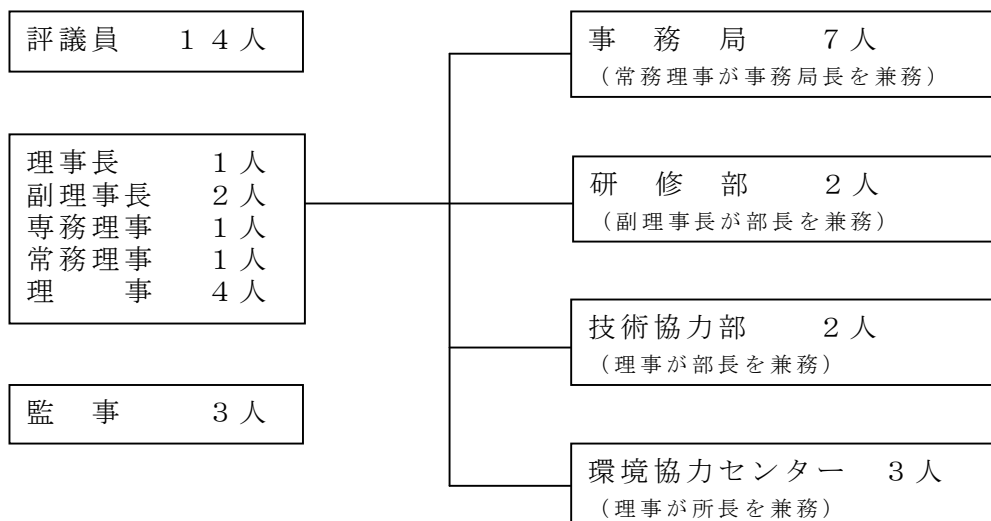 評議員　１４人
理事長　１人
副理事長　２人
専務理事　１人
常務理事　１人
理　事　４人
監　事　３人
事　務　局　７人
（常務理事が事務局長を兼務）
研　修　部　２人
（副理事長が部長を兼務）
技術協力部　２人
（理事が部長を兼務）
環境協力センター　３人
（理事が所長を兼務）